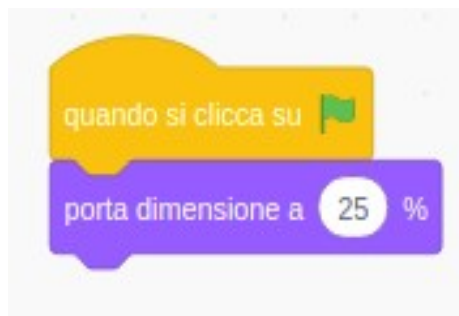 quando si clicca su
porta dimensione a 25 %